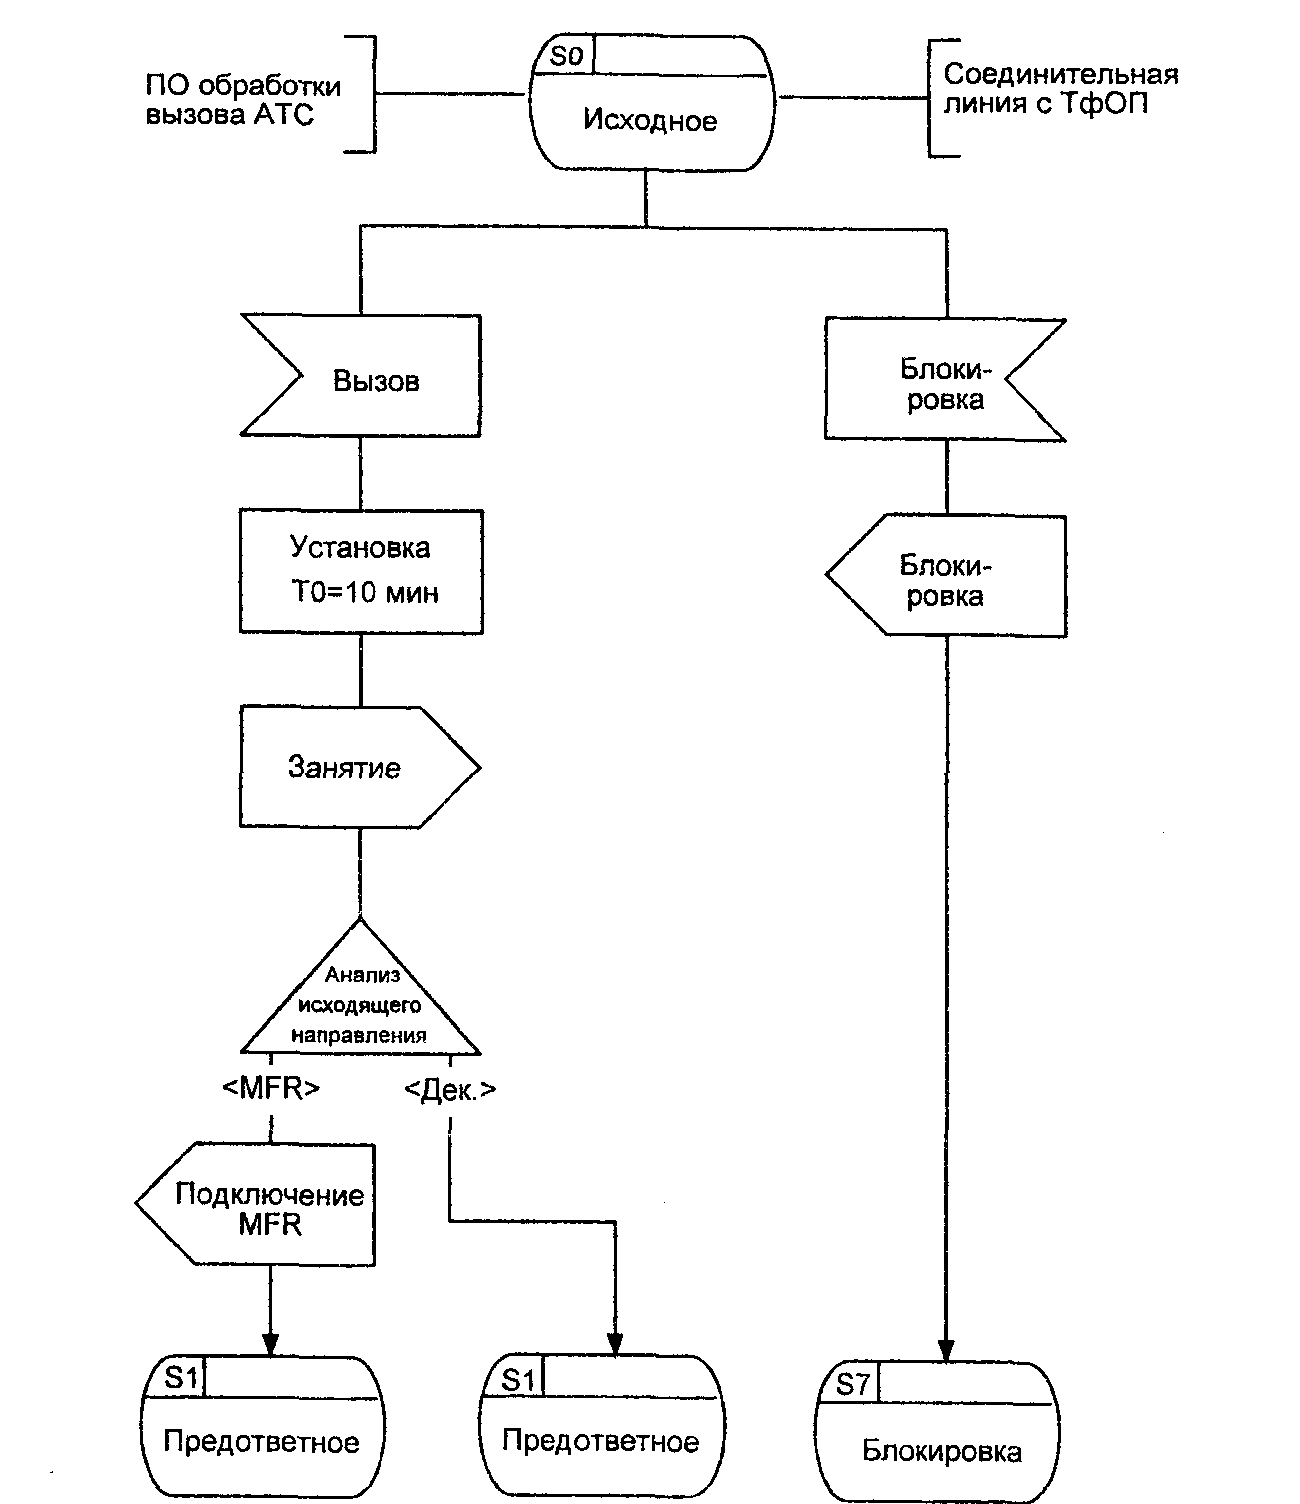 ПО обработки
вызова АТС
S0
Исходное
Соединительная
линия с ТфОП
Вызов
Блоки-
ровка
Установка
Т0=10 мин
Блоки-
ровка
Занятие
Анализ
исходящего
направления
<MFR>
<Дек.>
Подключение
MFR
S1
Предответное
S1
Предответное
S7
Блокировка